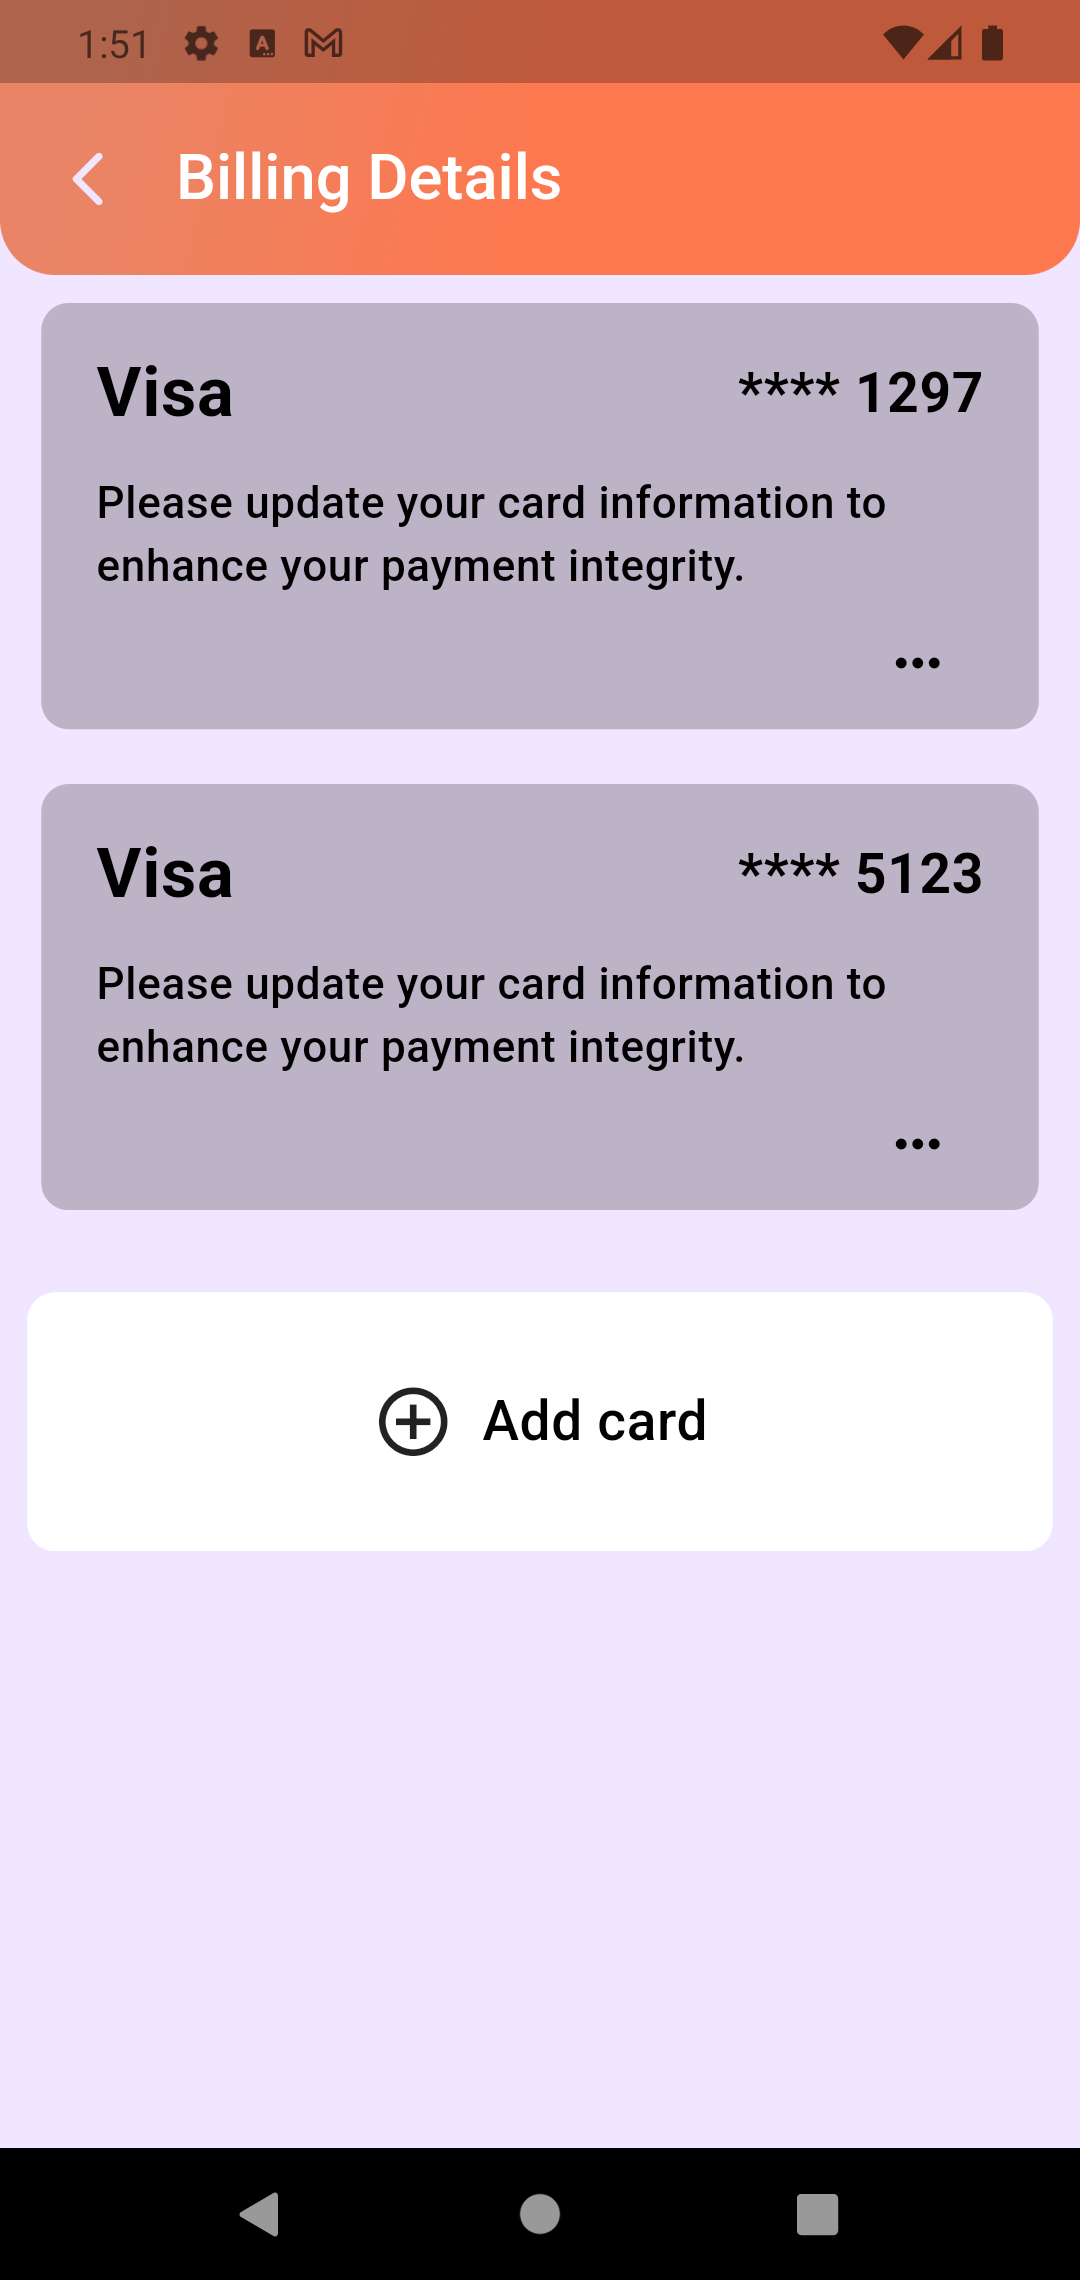 1:51
Billing Details
Visa
**** 1297
Please update your card information to
enhance your payment integrity.
Visa
**** 5123
Please update your card information to
enhance your payment integrity.
Add card